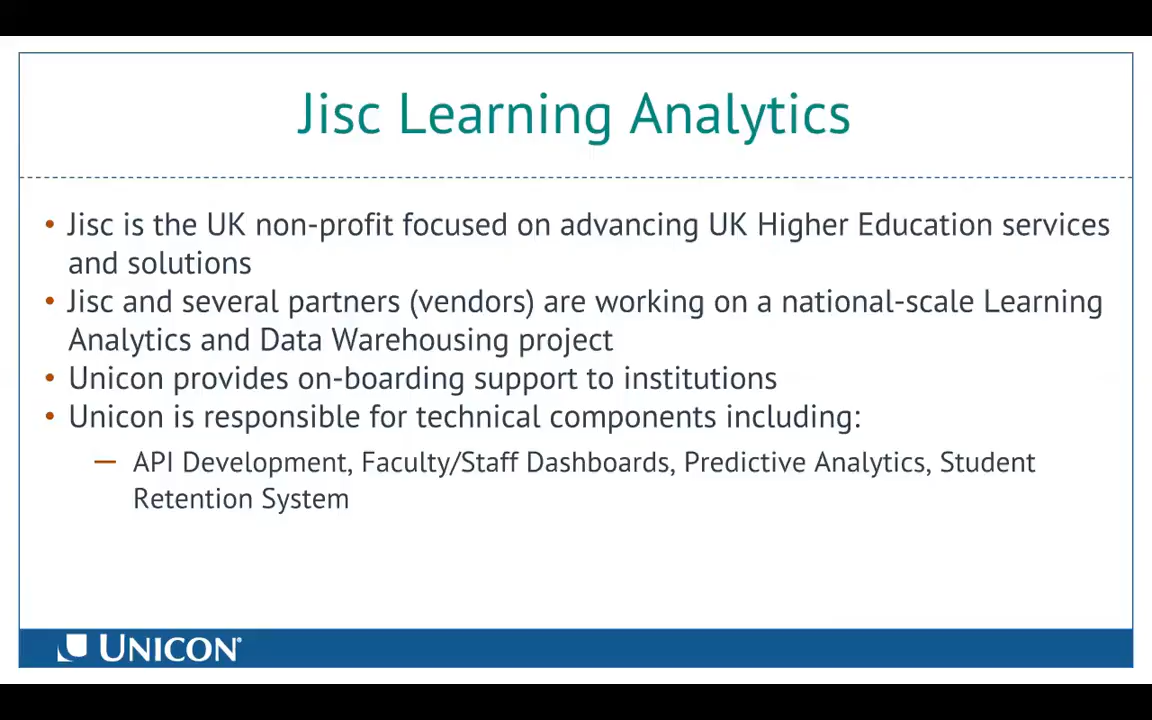 Jisc Learning Analytics
• Jisc is the UK non-profit focused on advancing UK Higher Education services
and solutions
• Jisc and several partners (vendors) are working on a national-scale Learning
Analytics and Data Warehousing project
• Unicon provides on-boarding support to institutions
• Unicon is responsible for technical components including:
— API Development, Faculty/Staff Dashboards, Predictive Analytics, Student
Retention System
UNICON®